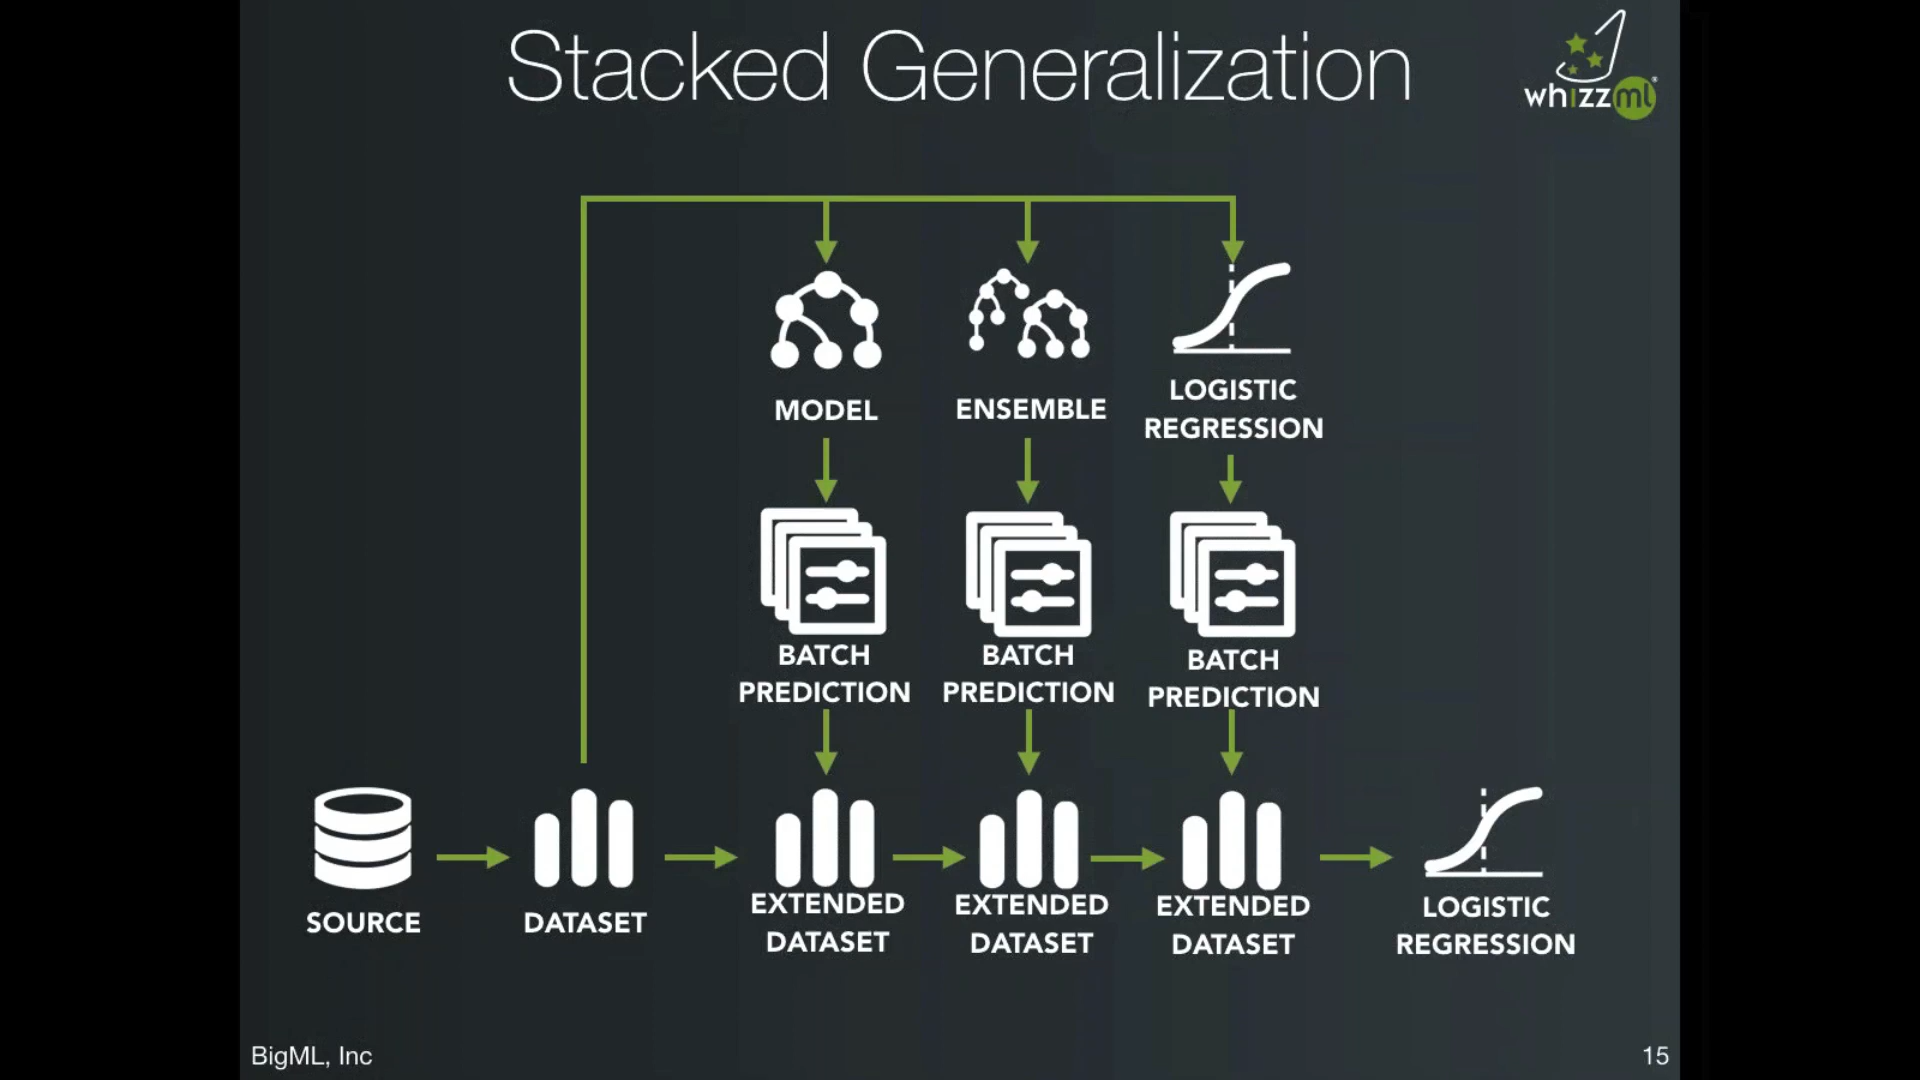 Stacked Generalization
whizzml®
MODEL
ENSEMBLE
LOGISTIC
REGRESSION
BATCH
PREDICTION
BATCH
PREDICTION
BATCH
PREDICTION
SOURCE
DATASET
EXTENDED
DATASET
EXTENDED
DATASET
EXTENDED
DATASET
LOGISTIC
REGRESSION
BigML, Inc
15